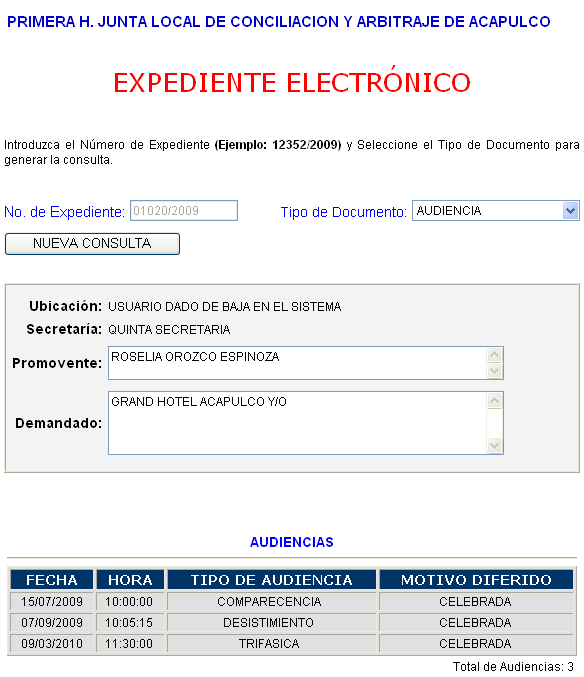 PRIMERA H. JUNTA LOCAL DE CONCILIACION Y ARBITRAJE DE ACAPULCO
EXPEDIENTE ELECTRÓNICO
Introduzca el Número de Expediente (Ejemplo: 12352/2009) y Seleccione el Tipo de Documento para
generar la consulta.
No. de Expediente: 01020/2009 Tipo de Documento: AUDIENCIA
NUEVA CONSULTA
Ubicación: USUARIO DADO DE BAJA EN EL SISTEMA
Secretaría: QUINTA SECRETARIA
Promovente: ROSELIA OROZCO ESPINOZA
Demandado: GRAND HOTEL ACAPULCO Y/O
AUDIENCIAS
FECHA HORA TIPO DE AUDIENCIA MOTIVO DIFERIDO
15/07/2009 10:00:00 COMPARECENCIA CELEBRADA
07/09/2009 10:05:15 DESISTIMIENTO CELEBRADA
09/03/2010 11:30:00 TRIFASICA CELEBRADA
Total de Audiencias: 3